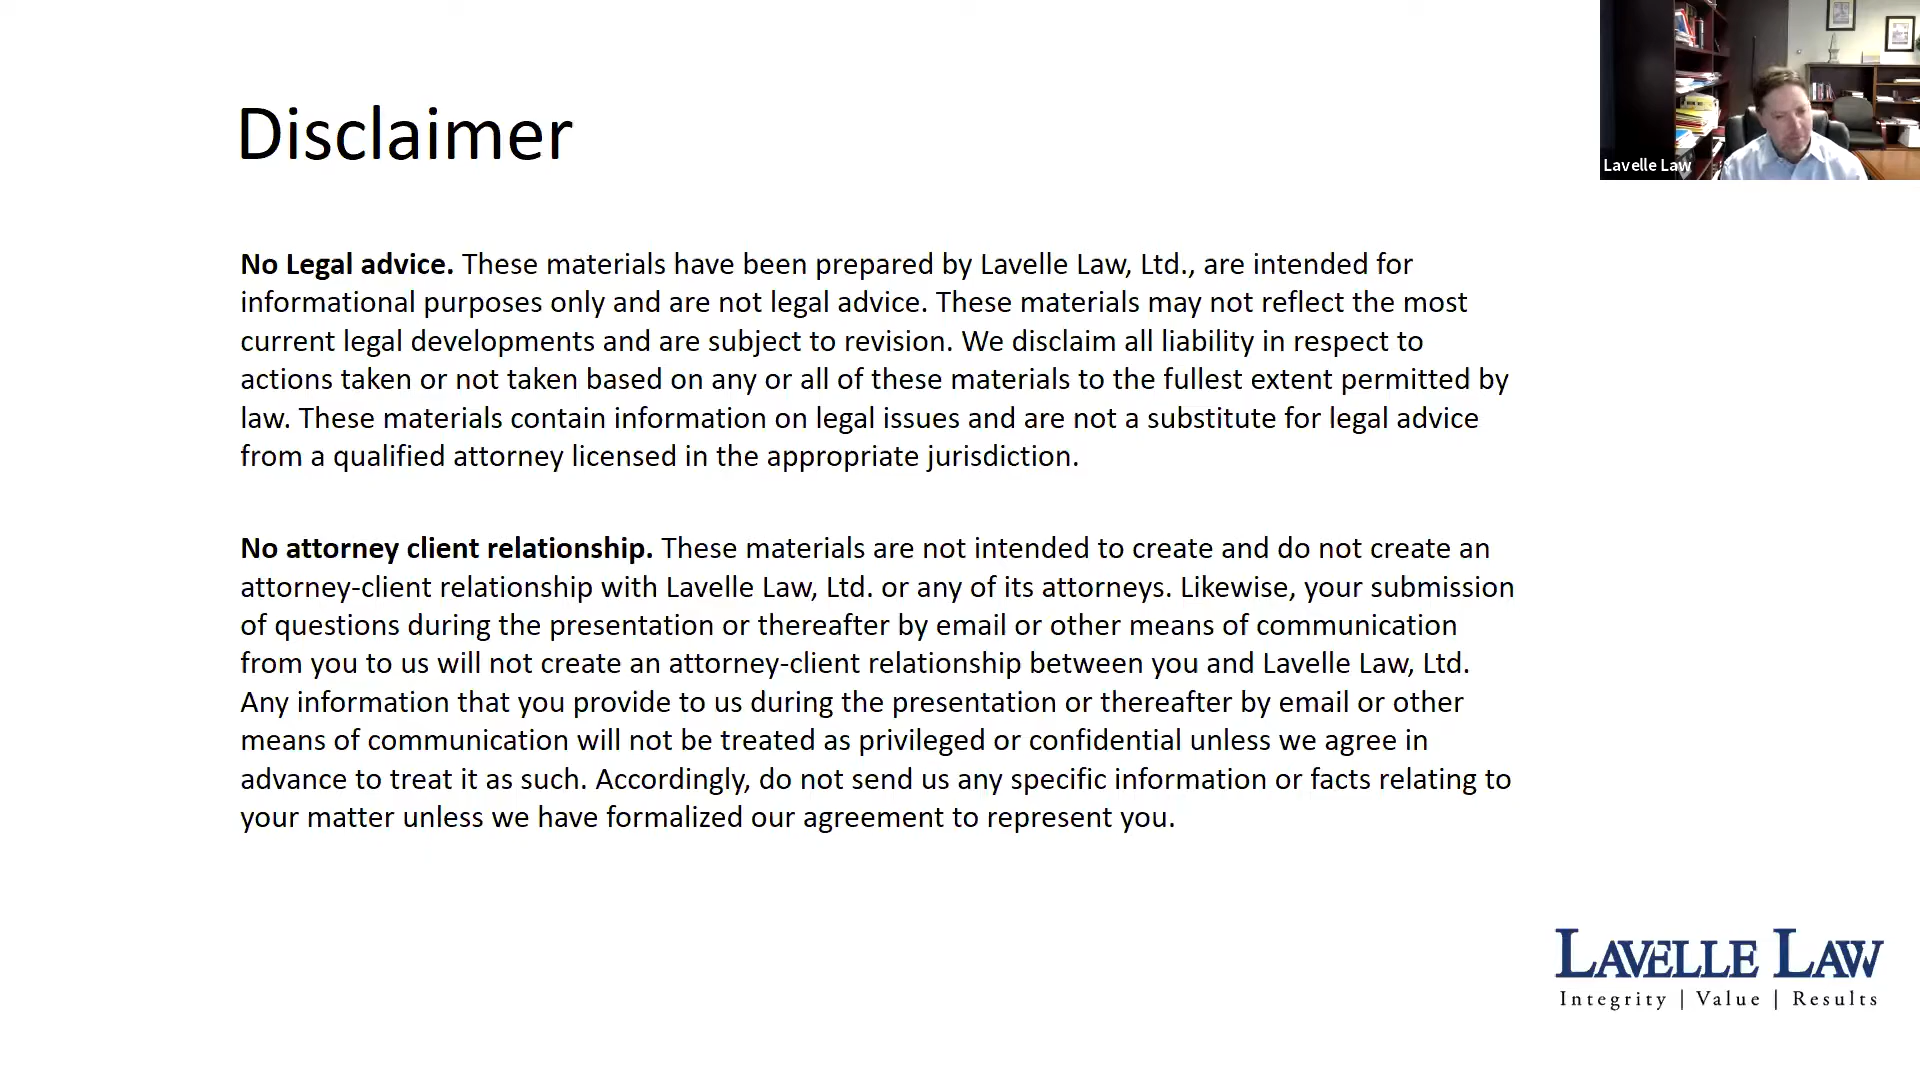 Disclaimer
Lavelle Law
No Legal advice. These materials have been prepared by Lavelle Law, Ltd., are intended for
informational purposes only and are not legal advice. These materials may not reflect the most
current legal developments and are subject to revision. We disclaim all liability in respect to
actions taken or not taken based on any or all of these materials to the fullest extent permitted by
law. These materials contain information on legal issues and are not a substitute for legal advice
from a qualified attorney licensed in the appropriate jurisdiction.
No attorney client relationship. These materials are not intended to create and do not create an
attorney-client relationship with Lavelle Law, Ltd. or any of its attorneys. Likewise, your submission
of questions during the presentation or thereafter by email or other means of communication
from you to us will not create an attorney-client relationship between you and Lavelle Law, Ltd.
Any information that you provide to us during the presentation or thereafter by email or other
means of communication will not be treated as privileged or confidential unless we agree in
advance to treat it as such. Accordingly, do not send us any specific information or facts relating to
your matter unless we have formalized our agreement to represent you.
LAVELLE LAW
Integrity | Value | Results